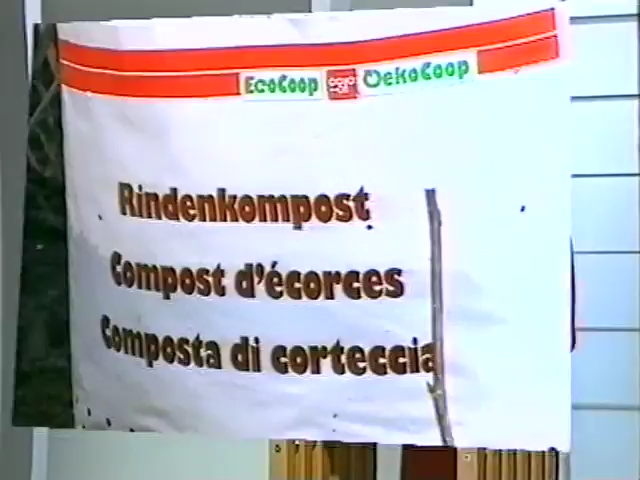 EcoCoop OekoCoop
Rindenkompost
Compost d'écorces
Composta di corteccia